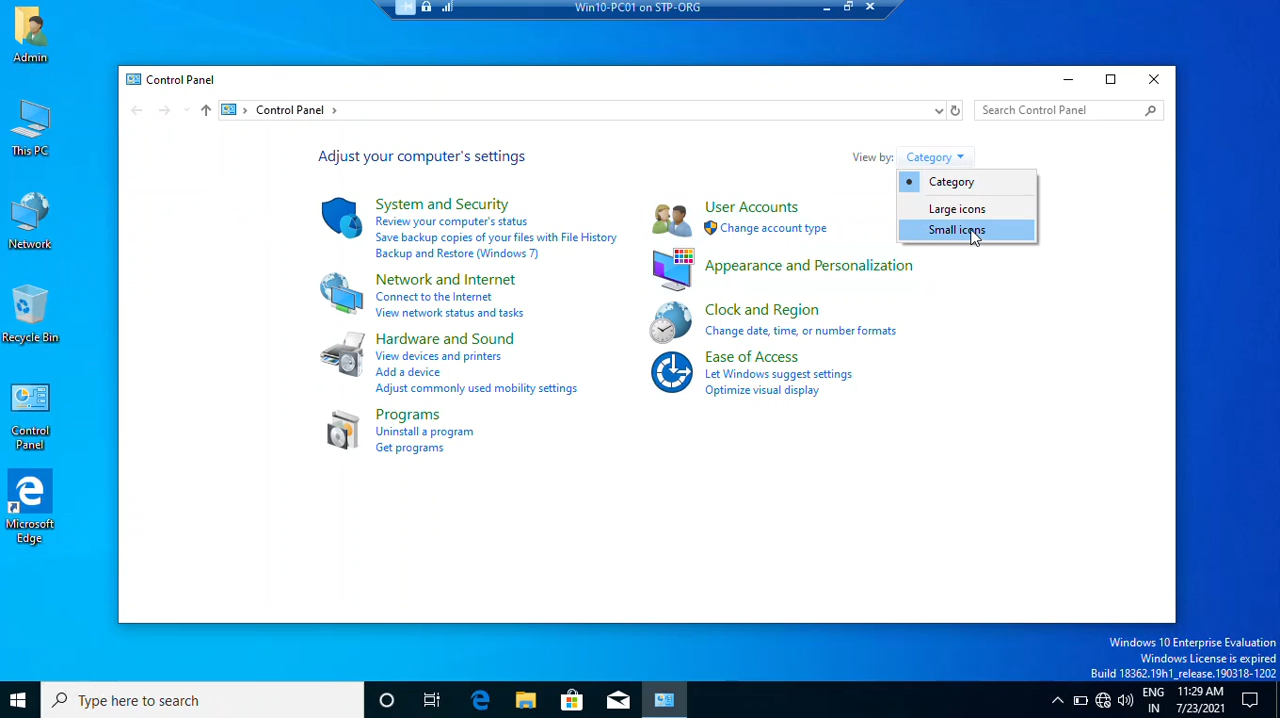 Win10-PC01 on STP-ORG
Admin
This PC
Network
Recycle Bin
Control
Panel
Microsoft
Edge
Control Panel
Control Panel
Search Control Panel
Adjust your computer's settings
View by: Category
Category
Large icons
Small icons
System and Security
Review your computer's status
Save backup copies of your files with File History
Backup and Restore (Windows 7)
Network and Internet
Connect to the Internet
View network status and tasks
Hardware and Sound
View devices and printers
Add a device
Adjust commonly used mobility settings
Programs
Uninstall a program
Get programs
User Accounts
Change account type
Appearance and Personalization
Clock and Region
Change date, time, or number formats
Ease of Access
Let Windows suggest settings
Optimize visual display
Windows 10 Enterprise Evaluation
Windows License is expired
Build 18362.19h1_release.190318-1202
Type here to search
ENG
IN
11:29 AM
7/23/2021